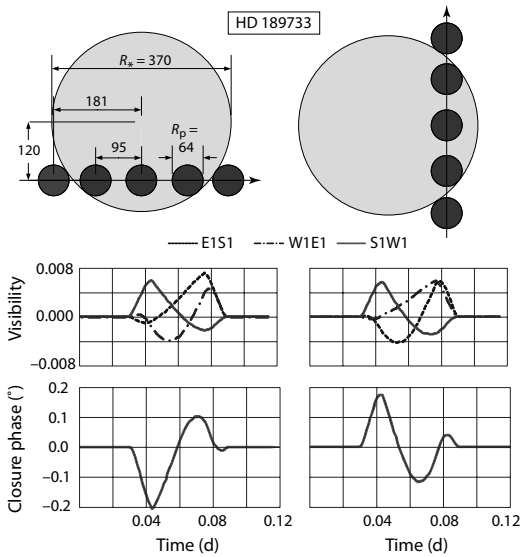 HD 189733
R* = 370
181
120
95
Rp =
64
E1S1 W1E1 S1W1
Visibility
0.008
0.000
−0.008
Closure phase (°)
0.2
0.1
0.0
−0.1
−0.2
0.04 0.08 0.12
Time (d)
0.04 0.08 0.12
Time (d)